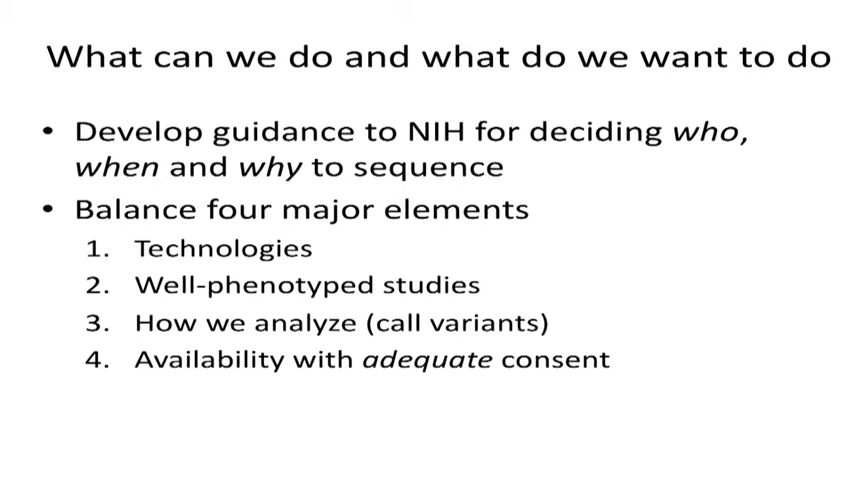 What can we do and what do we want to do
• Develop guidance to NIH for deciding who,
when and why to sequence
• Balance four major elements
1. Technologies
2. Well-phenotyped studies
3. How we analyze (call variants)
4. Availability with adequate consent